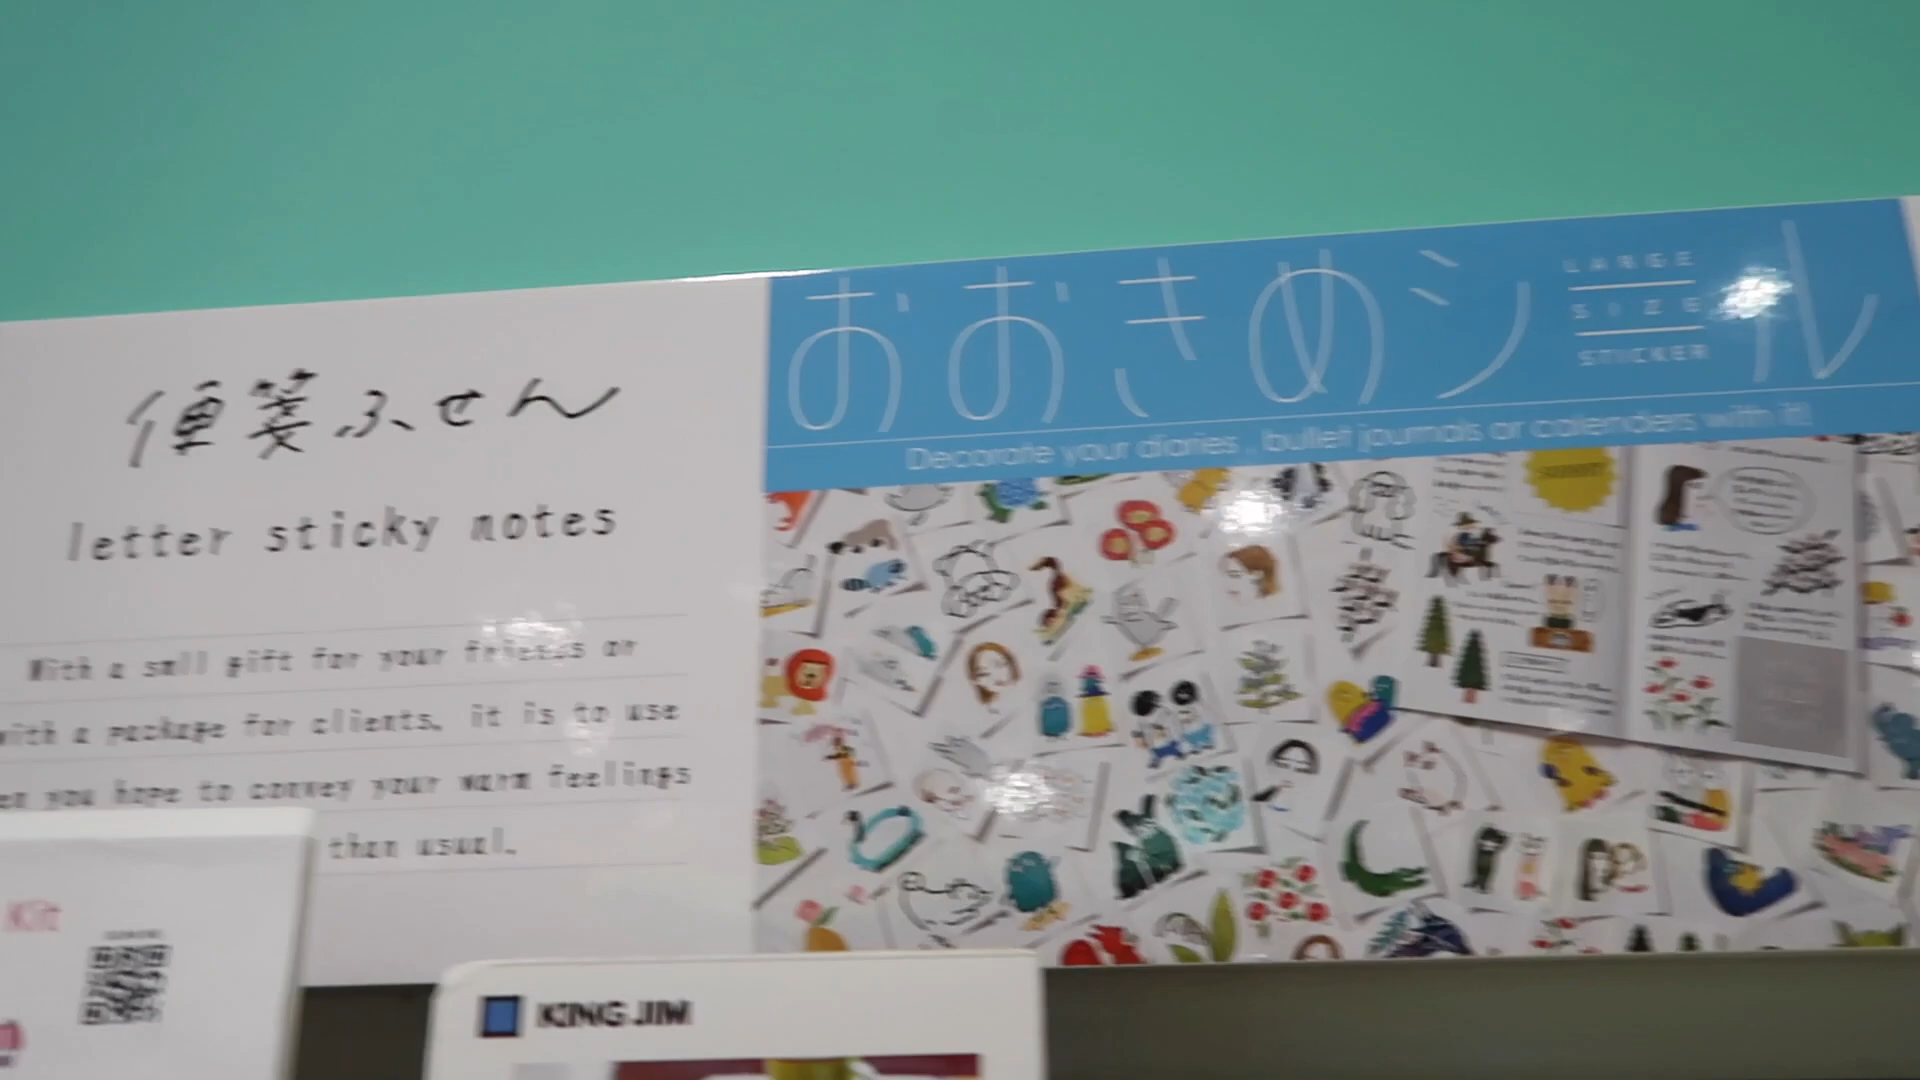 便箋ふせん
letter sticky notes
With a smll gift for your friends or
with a package for clients. it is to use
you hope to convey your warm feelings
than usual.
おおきめシール
LARGE
SIZE
STICKER
Decorate your diaries , bullet journals or calenders with it!
Kit
KING JIM